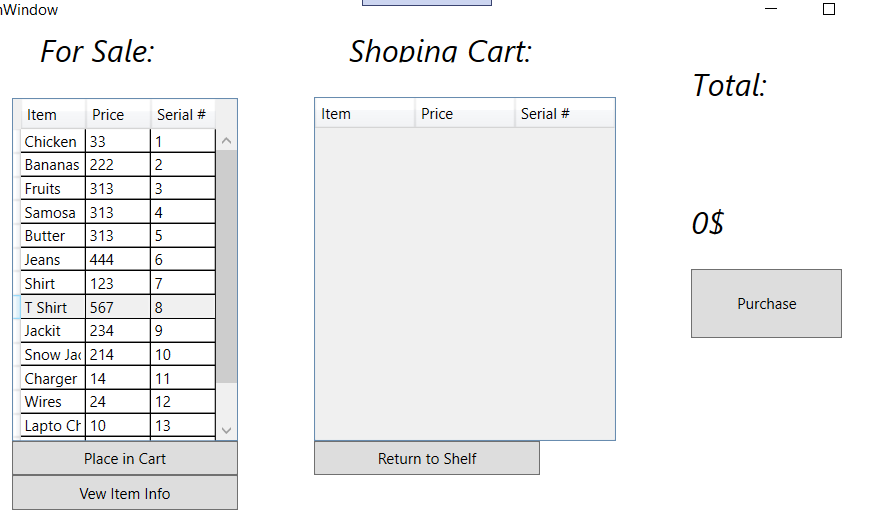 nWindow
For Sale:
Shoping Cart:
Total:
Item Price Serial #
Chicken 33 1
Bananas 222 2
Fruits 313 3
Samosa 313 4
Butter 313 5
Jeans 444 6
Shirt 123 7
T Shirt 567 8
Jackit 234 9
Snow Jac 214 10
Charger 14 11
Wires 24 12
Lapto Ch 10 13
Place in Cart
Vew Item Info
Item Price Serial #
Return to Shelf
0$
Purchase